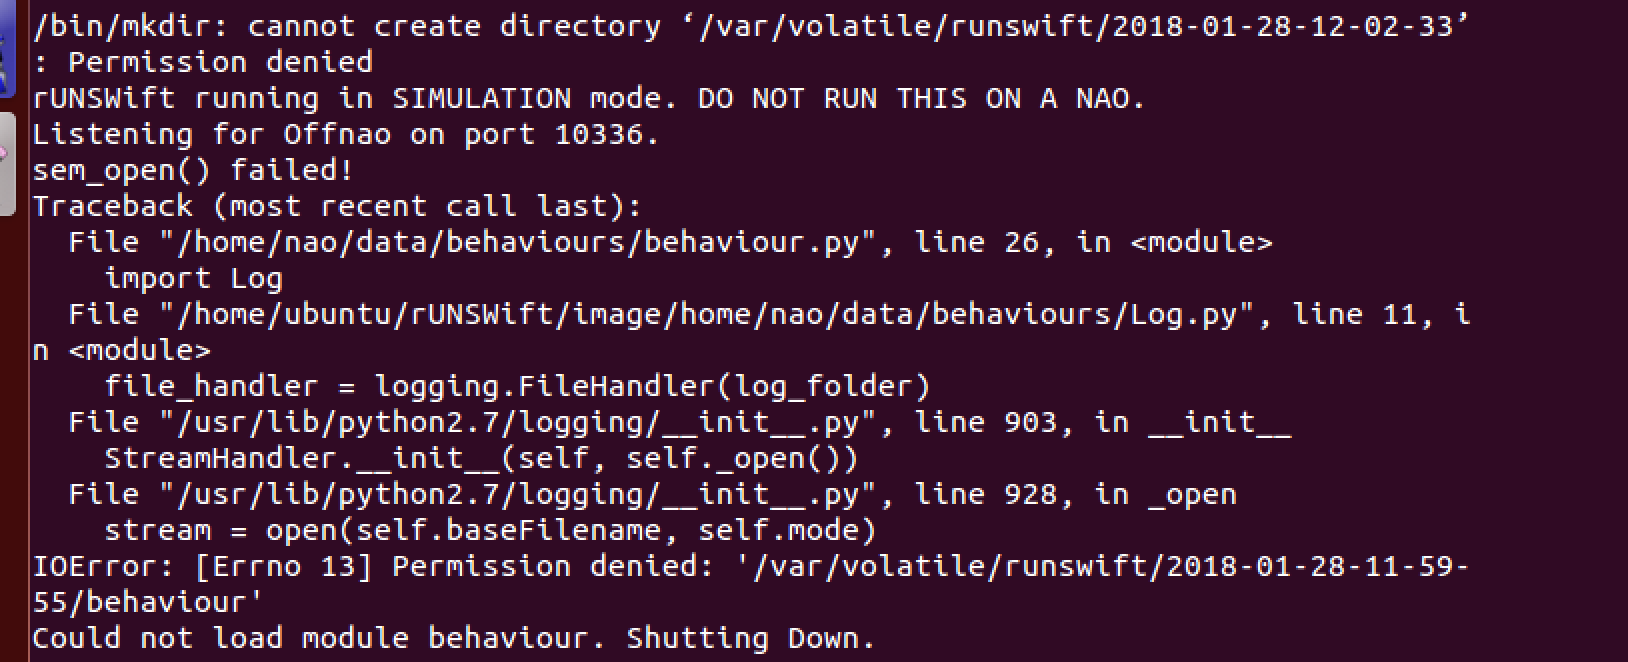 /bin/mkdir: cannot create directory ‘/var/volatile/runswift/2018-01-28-12-02-33’
: Permission denied
rUNSWift running in SIMULATION mode. DO NOT RUN THIS ON A NAO.
Listening for Offnao on port 10336.
sem_open() failed!
Traceback (most recent call last):
  File "/home/nao/data/behaviours/behaviour.py", line 26, in <module>
    import Log
  File "/home/ubuntu/rUNSWift/image/home/nao/data/behaviours/Log.py", line 11, i
n <module>
    file_handler = logging.FileHandler(log_folder)
  File "/usr/lib/python2.7/logging/__init__.py", line 903, in __init__
    StreamHandler.__init__(self, self._open())
  File "/usr/lib/python2.7/logging/__init__.py", line 928, in _open
    stream = open(self.baseFilename, self.mode)
IOError: [Errno 13] Permission denied: '/var/volatile/runswift/2018-01-28-11-59-
55/behaviour'
Could not load module behaviour. Shutting Down.